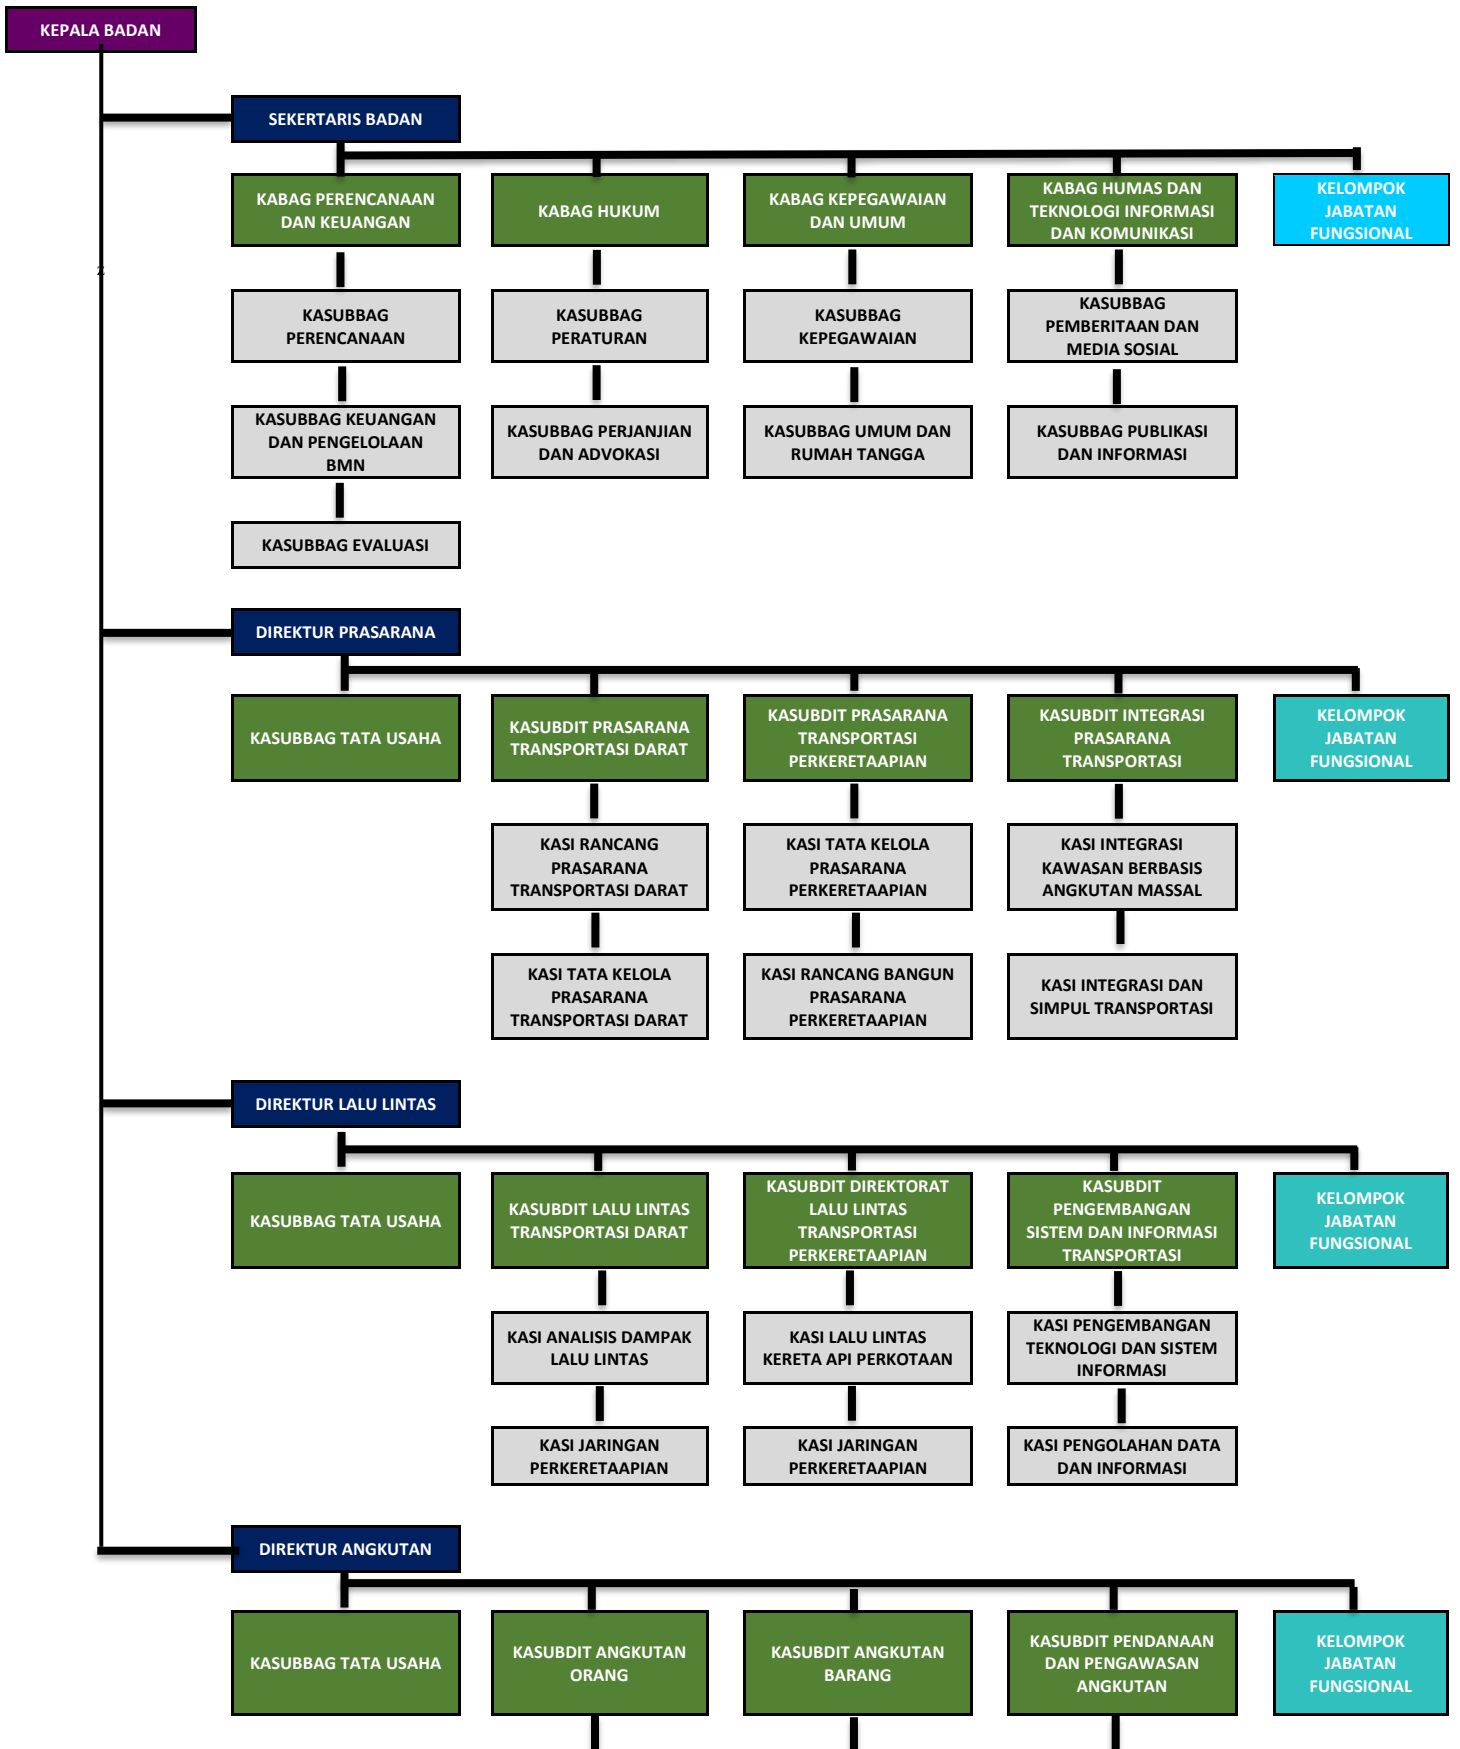 KEPALA BADAN
SEKERTARIS BADAN
KABAG PERENCANAAN
DAN KEUANGAN
KABAG HUKUM
KABAG KEPEGAWAIAN
DAN UMUM
KABAG HUMAS DAN
TEKNOLOGI INFORMASI
DAN KOMUNIKASI
KELOMPOK
JABATAN
FUNGSIONAL
z
KASUBBAG
PERENCANAAN
KASUBBAG
PERATURAN
KASUBBAG
KEPEGAWAIAN
KASUBBAG
PEMBERITAAN DAN
MEDIA SOSIAL
KASUBBAG KEUANGAN
DAN PENGELOLAAN
BMN
KASUBBAG PERJANJIAN
DAN ADVOKASI
KASUBBAG UMUM DAN
RUMAH TANGGA
KASUBBAG PUBLIKASI
DAN INFORMASI
KASUBBAG EVALUASI
DIREKTUR PRASARANA
KASUBBAG TATA USAHA
KASUBDIT PRASARANA
TRANSPORTASI DARAT
KASUBDIT PRASARANA
TRANSPORTASI
PERKERETAAPIAN
KASUBDIT INTEGRASI
PRASARANA
TRANSPORTASI
KELOMPOK
JABATAN
FUNGSIONAL
KASI RANCANG
PRASARANA
TRANSPORTASI DARAT
KASI TATA KELOLA
PRASARANA
PERKERETAAPIAN
KASI INTEGRASI
KAWASAN BERBASIS
ANGKUTAN MASSAL
KASI TATA KELOLA
PRASARANA
TRANSPORTASI DARAT
KASI RANCANG BANGUN
PRASARANA
PERKERETAAPIAN
KASI INTEGRASI DAN
SIMPUL TRANSPORTASI
DIREKTUR LALU LINTAS
KASUBBAG TATA USAHA
KASUBDIT LALU LINTAS
TRANSPORTASI DARAT
KASUBDIT DIREKTORAT
LALU LINTAS
TRANSPORTASI
PERKERETAAPIAN
KASUBDIT
PENGEMBANGAN
SISTEM DAN INFORMASI
TRANSPORTASI
KELOMPOK
JABATAN
FUNGSIONAL
KASI ANALISIS DAMPAK
LALU LINTAS
KASI LALU LINTAS
KERETA API PERKOTAAN
KASI PENGEMBANGAN
TEKNOLOGI DAN SISTEM
INFORMASI
KASI JARINGAN
PERKERETAAPIAN
KASI JARINGAN
PERKERETAAPIAN
KASI PENGOLAHAN DATA
DAN INFORMASI
DIREKTUR ANGKUTAN
KASUBBAG TATA USAHA
KASUBDIT ANGKUTAN
ORANG
KASUBDIT ANGKUTAN
BARANG
KASUBDIT PENDANAAN
DAN PENGAWASAN
ANGKUTAN
KELOMPOK
JABATAN
FUNGSIONAL